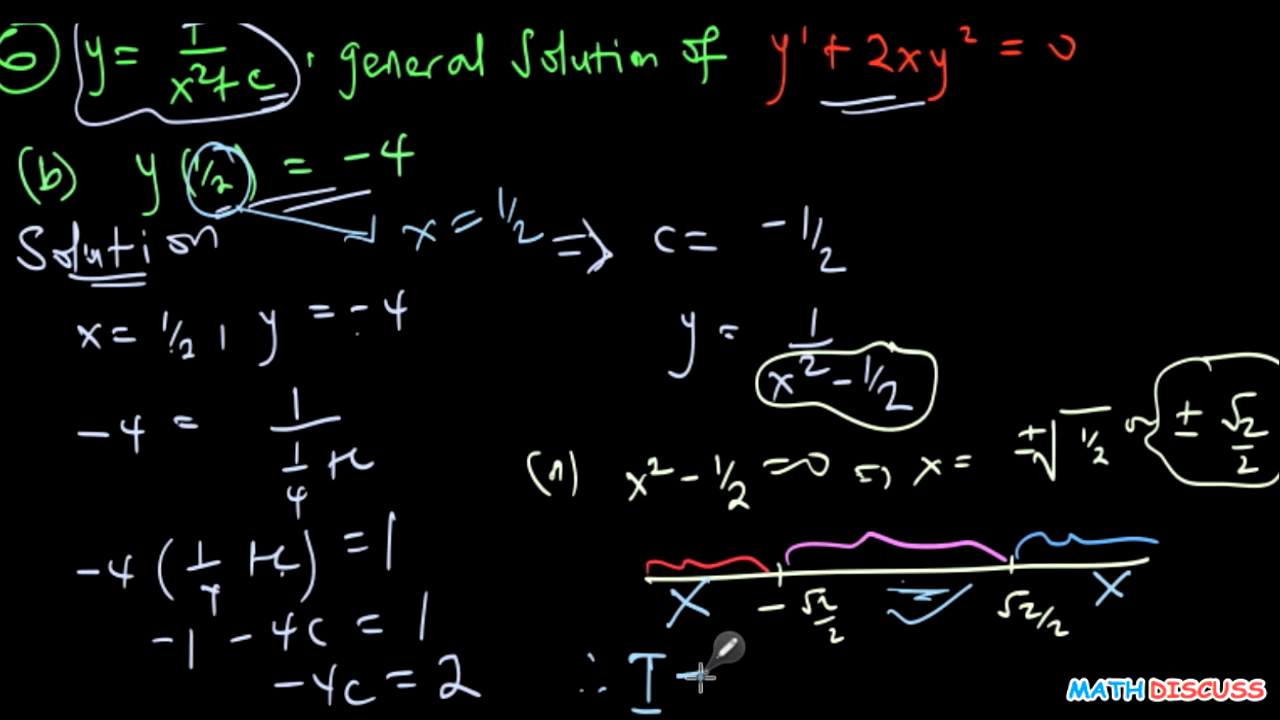 6 y = 1/(x² + c) . general solution of y' + 2xy² = 0
(b) y(1/2) = -4
Solution
x = 1/2, y = -4
-4 = 1/(1/4 + c)
-4(1/4 + c) = 1
-1 - 4c = 1
-4c = 2
x = 1/2 ⇒ c = -1/2
y = 1/(x² - 1/2)
x² - 1/2 = 0 ⇒ x = ±√(1/2) ~ ± √2/2
X -√2/2 √2/2 X
∴ I
MATH DISCUSS